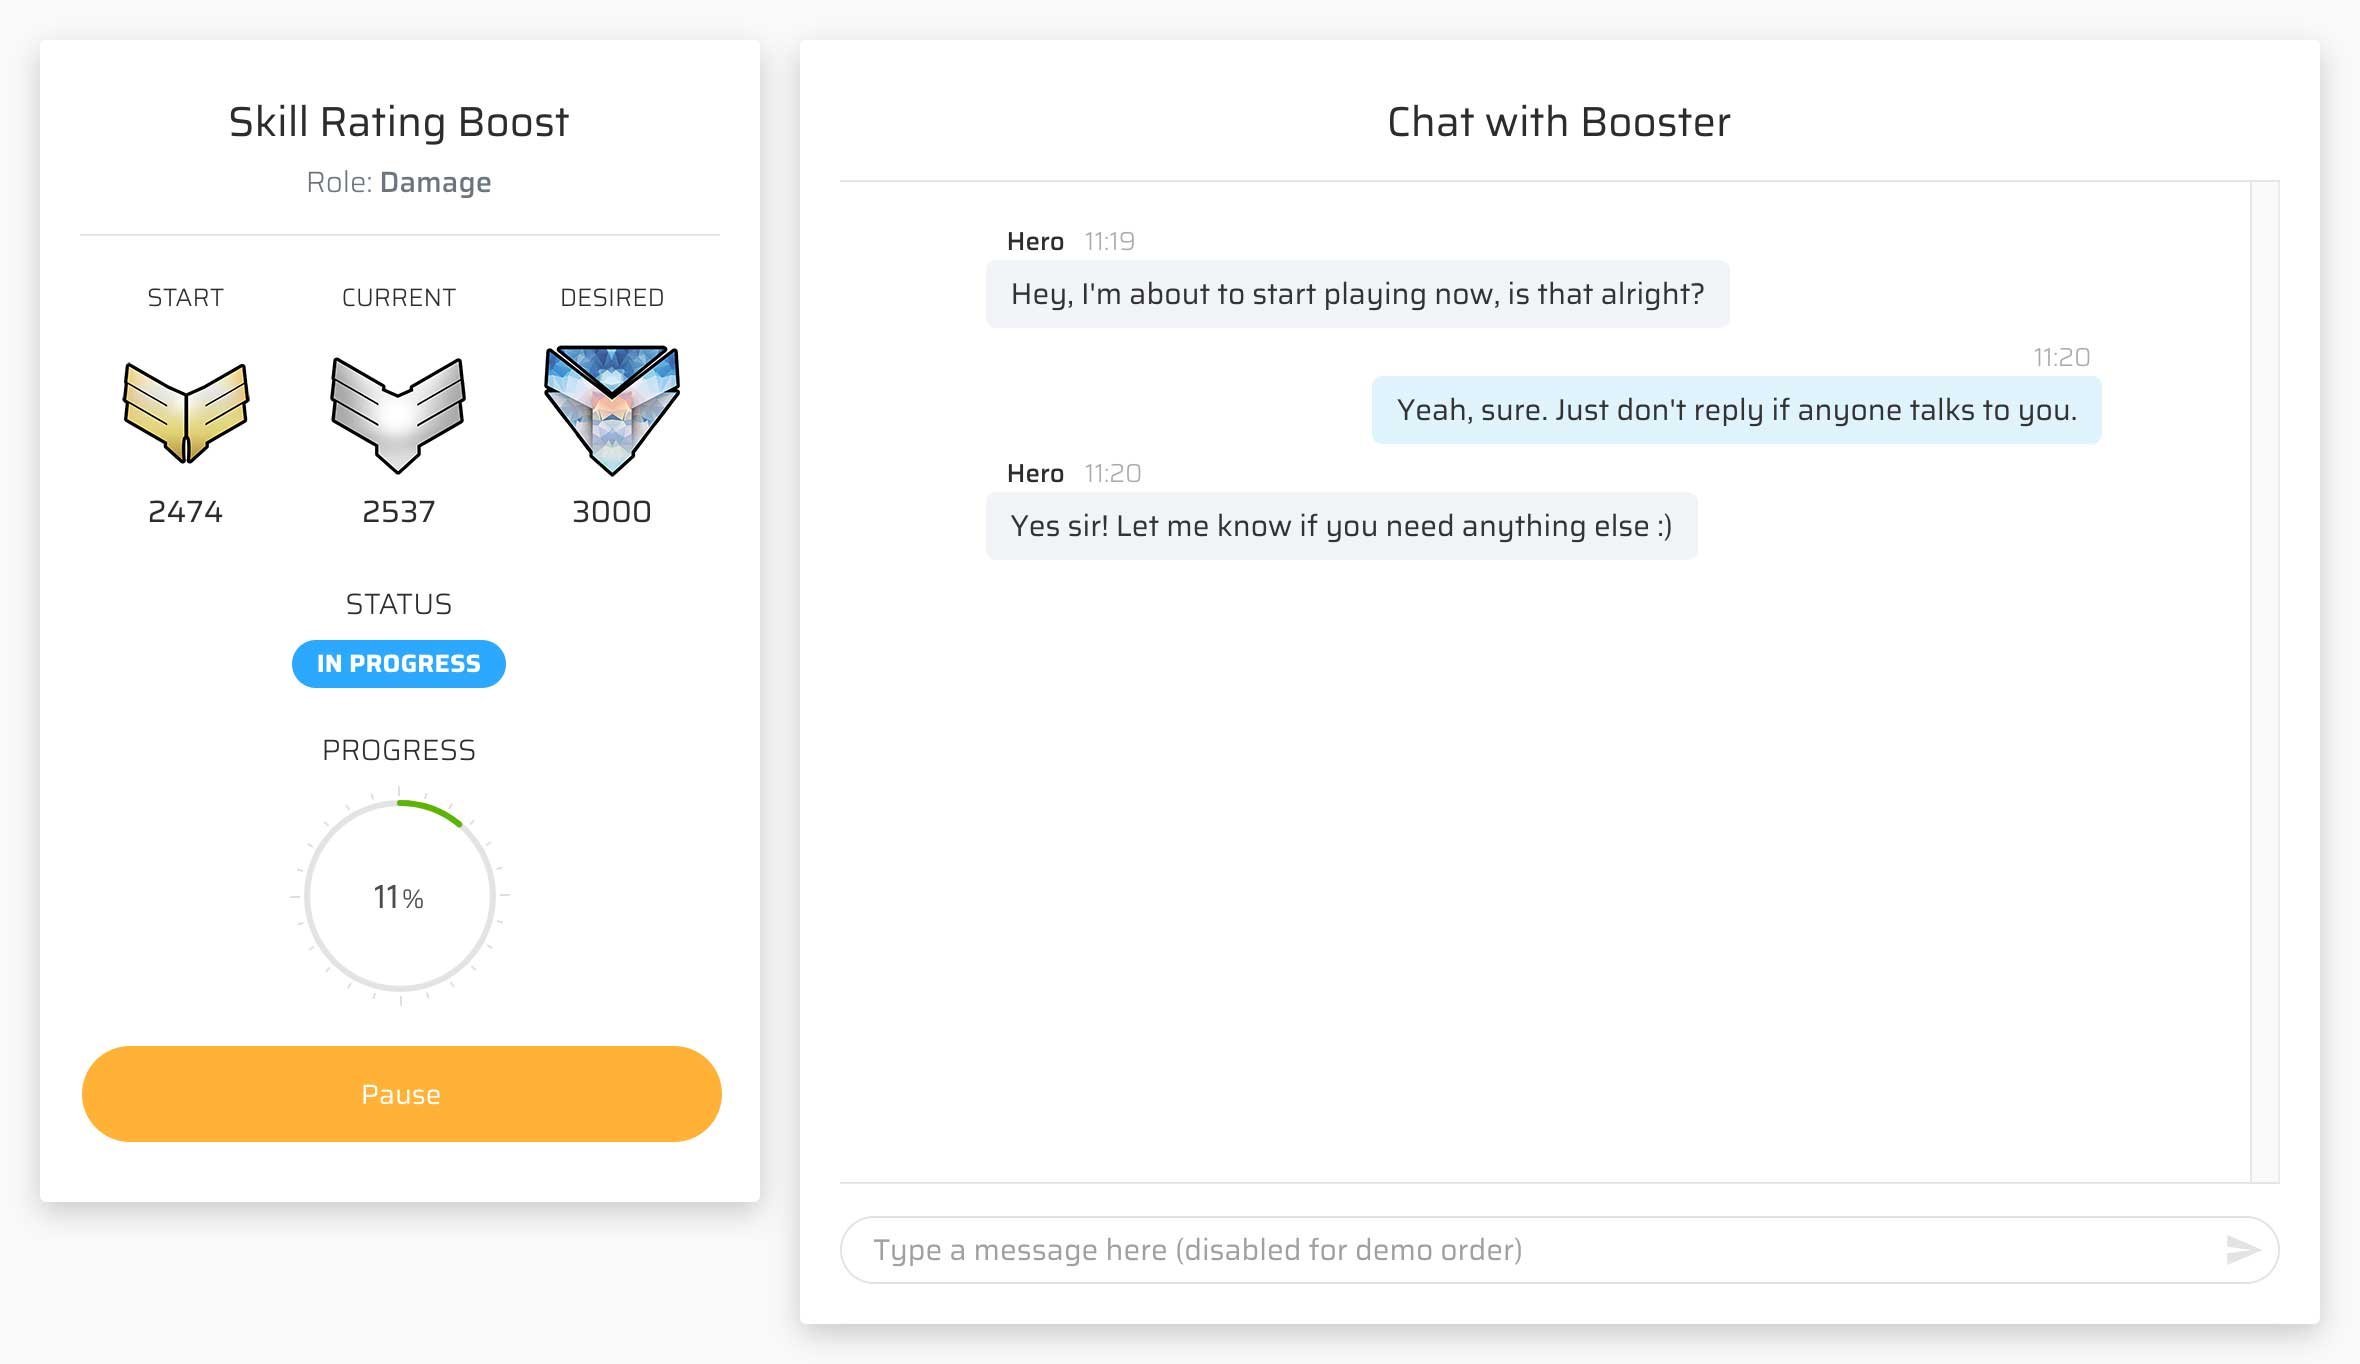 Skill Rating Boost
Role: Damage
START CURRENT DESIRED
2474 2537 3000
STATUS
IN PROGRESS
PROGRESS
11%
Pause
Chat with Booster
Hero 11:19
Hey, I'm about to start playing now, is that alright?
11:20
Yeah, sure. Just don't reply if anyone talks to you.
Hero 11:20
Yes sir! Let me know if you need anything else :)
Type a message here (disabled for demo order)